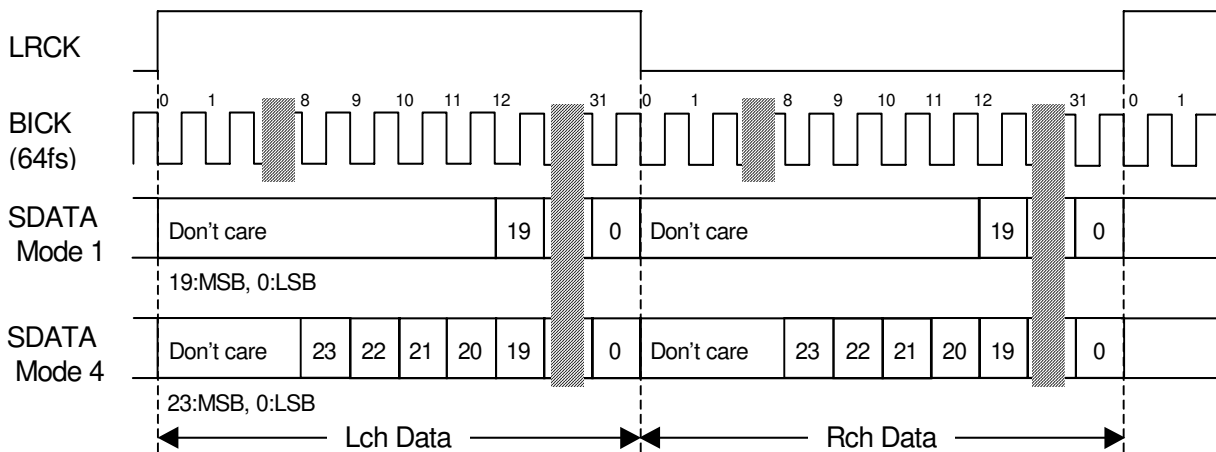 LRCK
0 1 8 9 10 11 12 31 0 1 8 9 10 11 12 31 0 1
BICK
(64fs)
SDATA
Mode 1
Don't care 19 0 Don't care 19 0
19:MSB, 0:LSB
SDATA
Mode 4
Don't care 23 22 21 20 19 0 Don't care 23 22 21 20 19 0
23:MSB, 0:LSB
Lch Data Rch Data